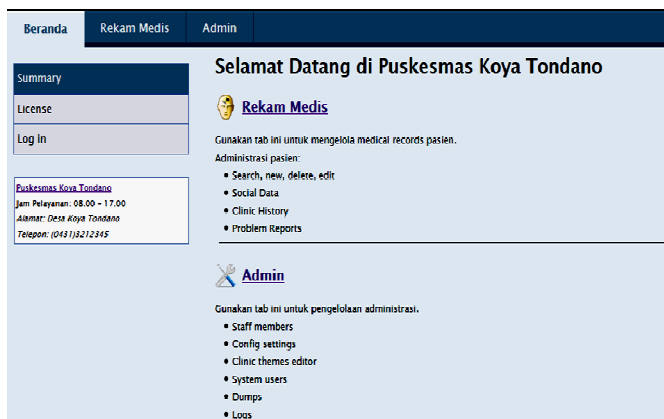 Beranda
Rekam Medis
Admin
Summary
License
Log in
Puskesmas Koya Tondano
Jam Pelayanan: 08.00 - 17.00
Alamat: Desa Koya Tondano
Telepon: (0431)3212345
Selamat Datang di Puskesmas Koya Tondano
Rekam Medis
Gunakan tab ini untuk mengelola medical records pasien.
Administrasi pasien:
• Search, new, delete, edit
• Social Data
• Clinic History
• Problem Reports
Admin
Gunakan tab ini untuk pengelolaan administrasi.
• Staff members
• Config settings
• Clinic themes editor
• System users
• Dumps
• Logs